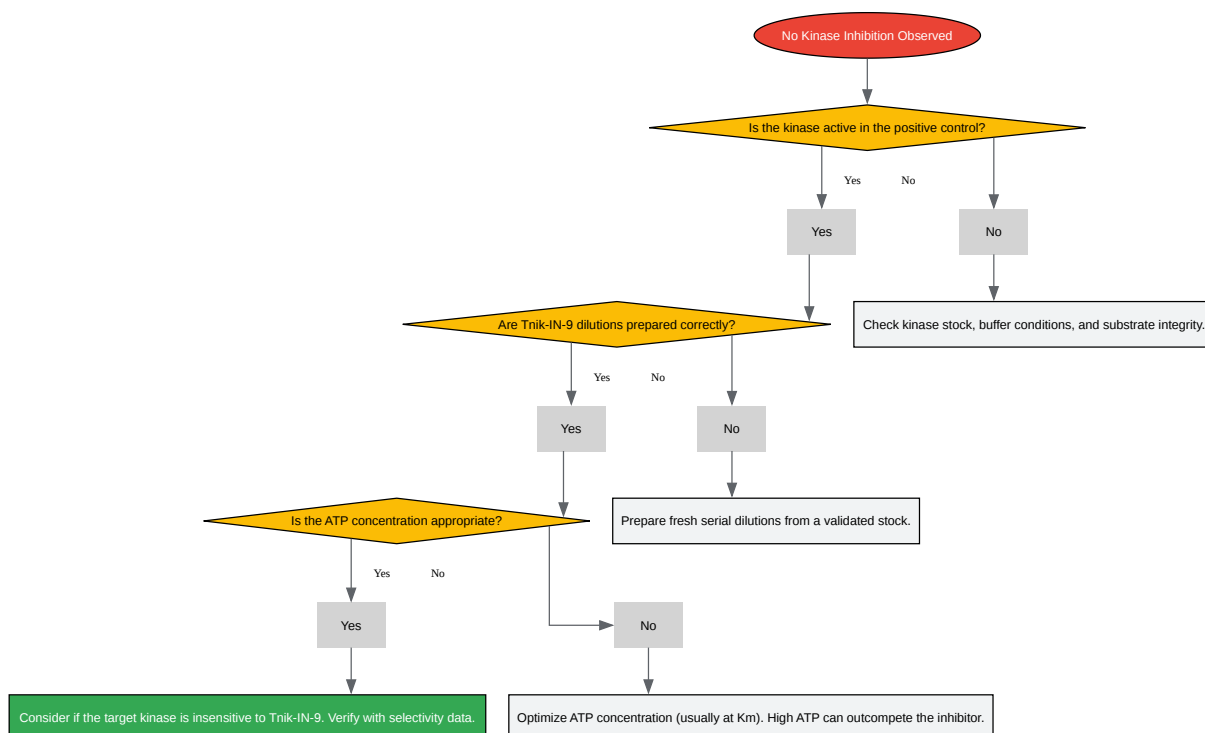 No Kinase Inhibition Observed
Is the kinase active in the positive control?
Yes
No
Yes
No
Are Tnik-IN-9 dilutions prepared correctly?
Check kinase stock, buffer conditions, and substrate integrity.
Yes
No
Yes
No
Is the ATP concentration appropriate?
Prepare fresh serial dilutions from a validated stock.
Yes
No
Yes
No
Consider if the target kinase is insensitive to Tnik-IN-9. Verify with selectivity data.
Optimize ATP concentration (usually at Km). High ATP can outcompete the inhibitor.